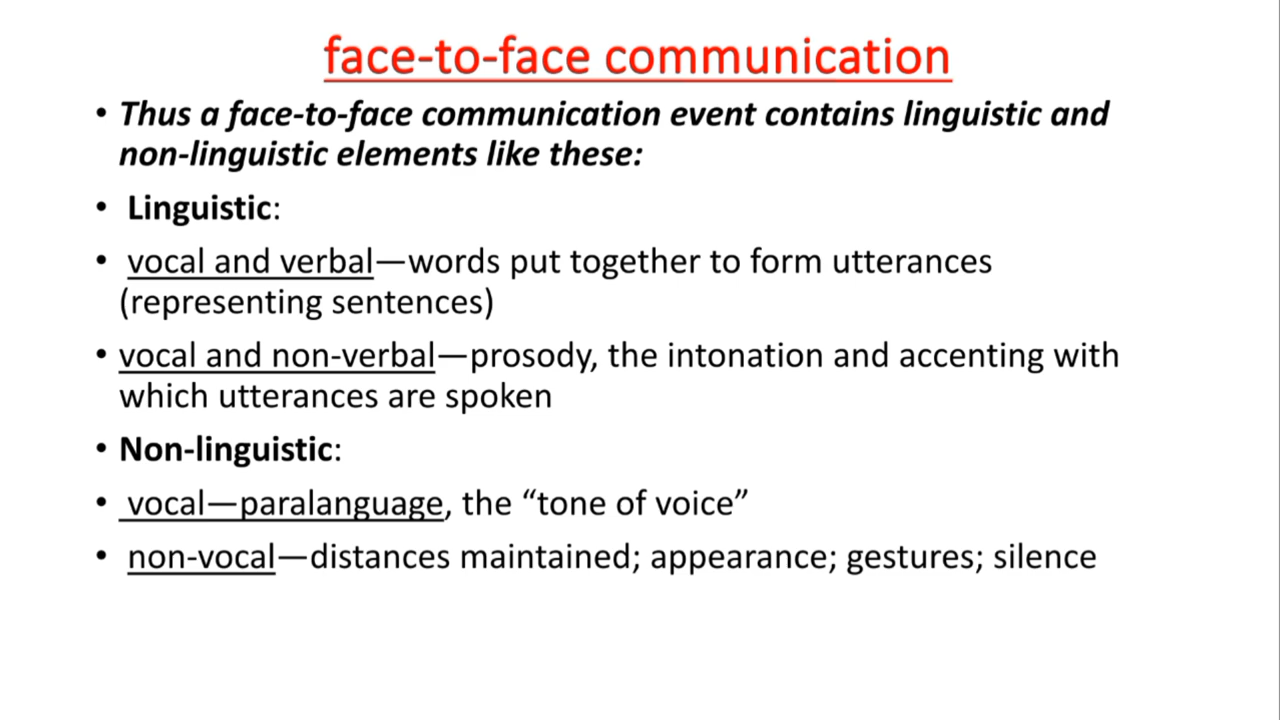 face-to-face communication
• Thus a face-to-face communication event contains linguistic and
non-linguistic elements like these:
• Linguistic:
• vocal and verbal—words put together to form utterances
(representing sentences)
• vocal and non-verbal—prosody, the intonation and accenting with
which utterances are spoken
• Non-linguistic:
• vocal—paralanguage, the “tone of voice”
• non-vocal—distances maintained; appearance; gestures; silence